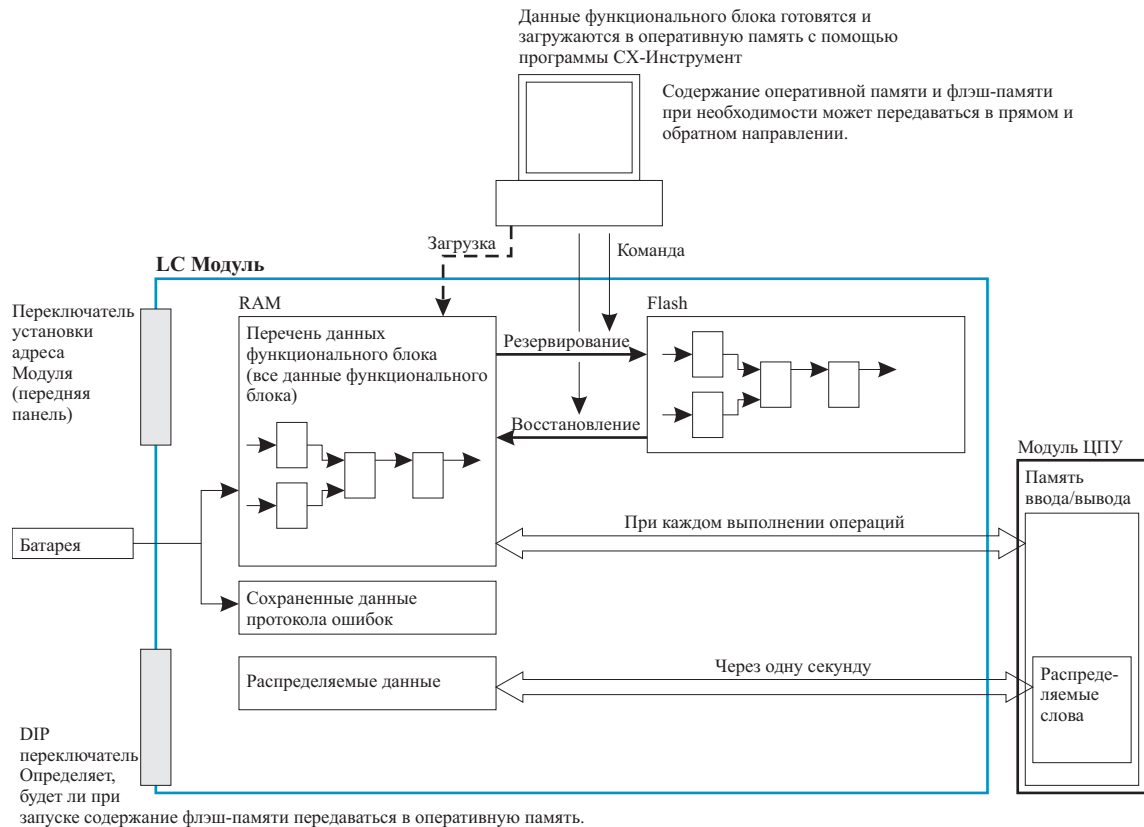 Данные функционального блока готовятся и
загружаются в оперативную память с помощью
программы СХ-Инструмент
Содержание оперативной памяти и флэш-памяти
при необходимости может передаваться в прямом и
обратном направлении.
Загрузка
Команда
LC Модуль
Переключатель
установки
адреса
Модуля
(передняя
панель)
RAM
Перечень данных
функционального блока
(все данные функционального
блока)
Резервирование
Восстановление
Flash
Модуль ЦПУ
Память
ввода/вывода
При каждом выполнении операций
Батарея
Сохраненные данные
протокола ошибок
Распределяемые данные
Через одну секунду
Распреде-
ляемые
слова
DIP
переключатель
Определяет,
будет ли при
запуске содержание флэш-памяти передаваться в оперативную память.